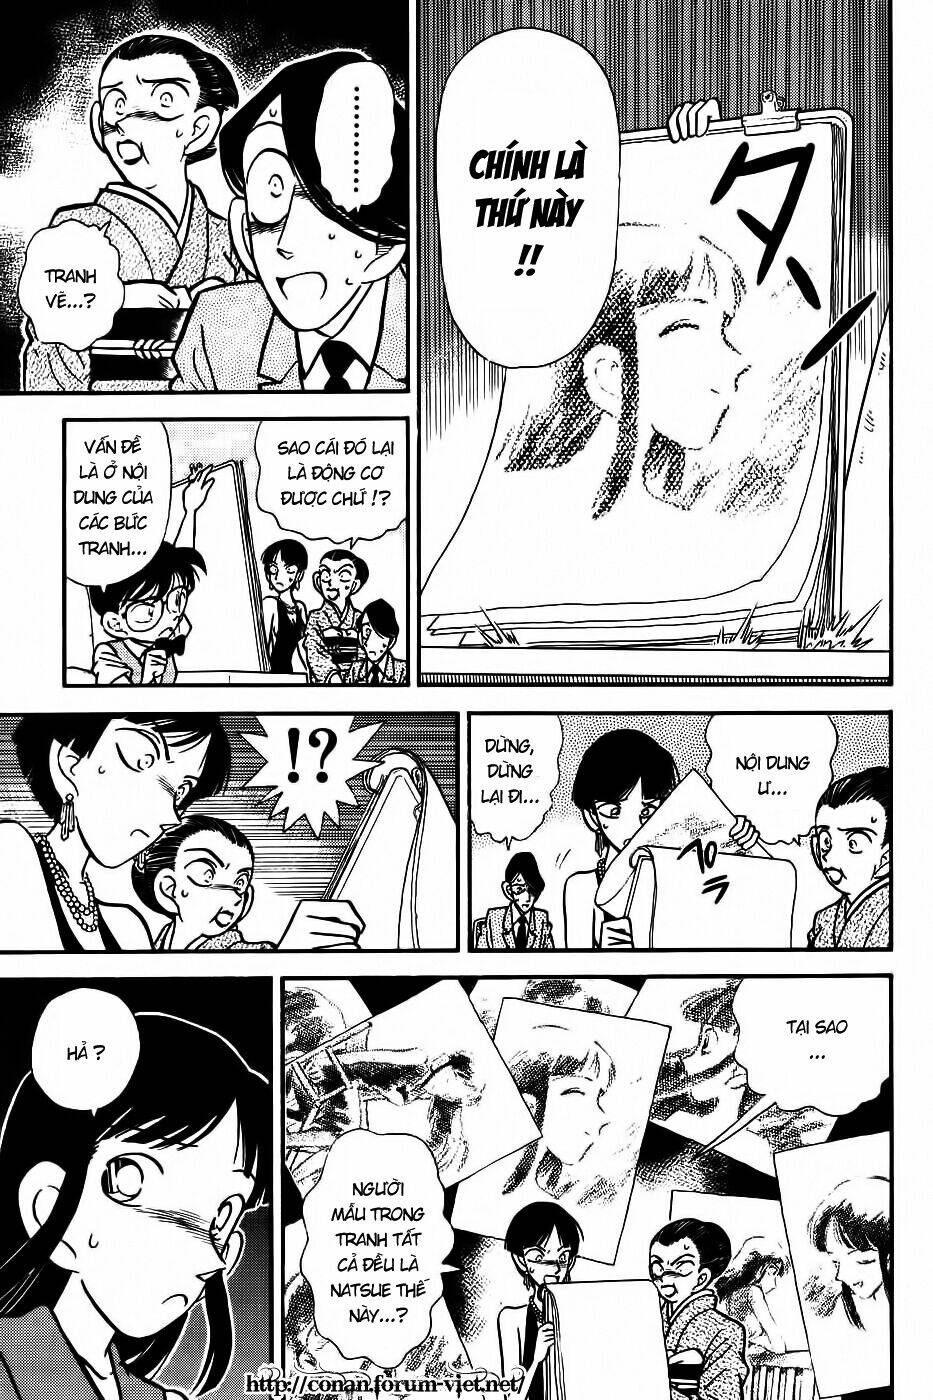 CHÍNH LÀ
THỨ NÀY
!!
タン
.........
TRANH
VẼ...?
SAO CÁI ĐÓ LẠI
LÀ ĐỘNG CƠ
ĐƯỢC CHỨ !?
VẤN ĐỀ
LÀ Ở NỘI
DUNG CỦA
CÁC BỨC
TRANH...
NỘI DUNG
Ư...
DỪNG,
DỪNG
LẠI ĐI...
!?
TẠI SAO
...
NGƯỜI
MẪU TRONG
TRANH TẤT
CẢ ĐỀU LÀ
NATSUE THẾ
NÀY...?
HẢ ?
http://conan.forum-viet.net/